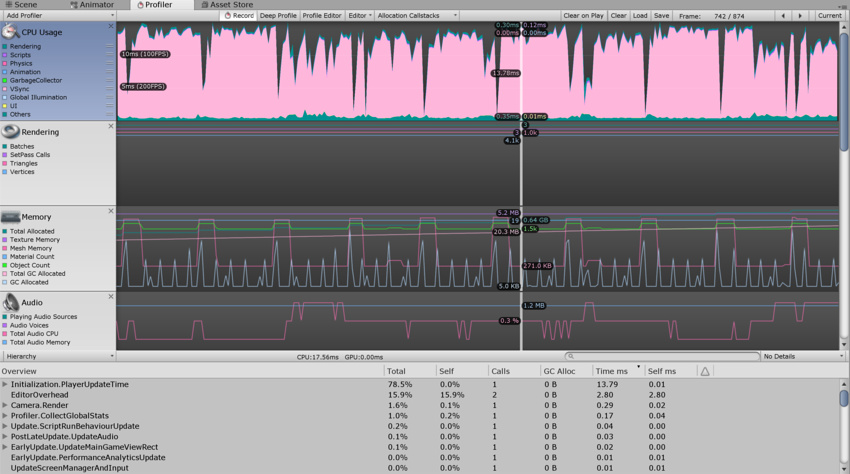 Scene Animator Profiler Asset Store
Add Profiler Record Deep Profile Profile Editor Editor Allocation Callstacks Clear on Play Clear Load Save Frame: 742 / 874 Current
CPU Usage
Rendering
Scripts
Physics
Animation
GarbageCollector
VSync
Global Illumination
UI
Others
10ms (100FPS)
5ms (200FPS)
0.30ms 0.12ms
0.00ms 0.00ms
13.78ms
0.35ms 0.01ms
Rendering
Batches
SetPass Calls
Triangles
Vertices
3
3 1.0k
4.1k
Memory
Total Allocated
Texture Memory
Mesh Memory
Material Count
Object Count
Total GC Allocated
GC Allocated
5.2 MB
19 0.64 GB
20.3 MB 1.5k
271.0 KB
5.0 KB
Audio
Playing Audio Sources
Audio Voices
Total Audio CPU
Total Audio Memory
1.2 MB
0.3 %
Hierarchy CPU:17.56ms GPU:0.00ms No Details
Overview Total Self Calls GC Alloc Time ms Self ms
Initialization.PlayerUpdateTime 78.5% 0.0% 1 0 B 13.79 0.01
EditorOverhead 15.9% 15.9% 2 0 B 2.80 2.80
Camera.Render 1.6% 0.1% 1 0 B 0.29 0.02
Profiler.CollectGlobalStats 1.0% 0.2% 1 0 B 0.17 0.04
Update.ScriptRunBehaviourUpdate 0.2% 0.0% 1 0 B 0.04 0.00
PostLateUpdate.UpdateAudio 0.1% 0.0% 1 0 B 0.03 0.00
EarlyUpdate.UpdateMainGameViewRect 0.1% 0.0% 1 0 B 0.02 0.00
EarlyUpdate.PerformanceAnalyticsUpdate 0.0% 0.0% 1 0 B 0.01 0.01
UpdateScreenManagerAndInput 0.0% 0.0% 1 0 B 0.01 0.01